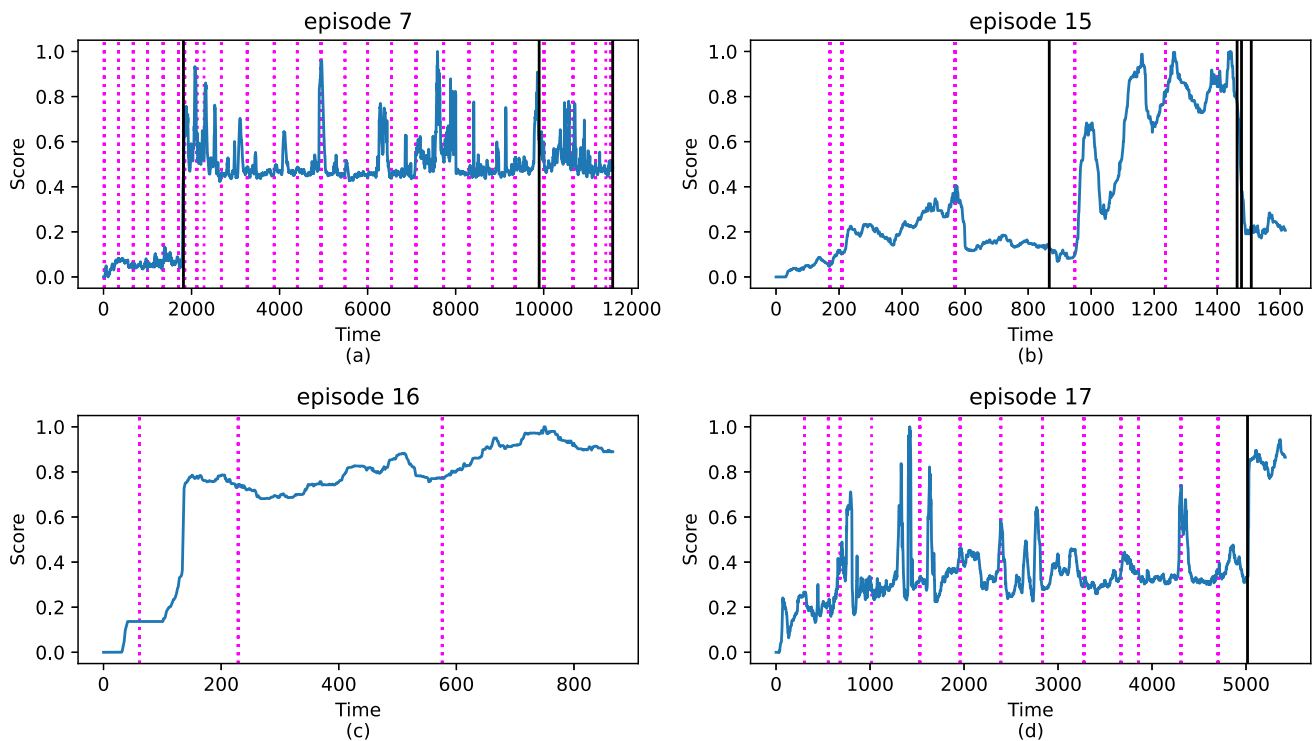 episode 7
1.0
0.8
0.6
0.4
0.2
0.0
Score
0 2000 4000 6000 8000 10000 12000
Time
(a)
episode 15
1.0
0.8
0.6
0.4
0.2
0.0
Score
0 200 400 600 800 1000 1200 1400 1600
Time
(b)
episode 16
1.0
0.8
0.6
0.4
0.2
0.0
Score
0 200 400 600 800
Time
(c)
episode 17
1.0
0.8
0.6
0.4
0.2
0.0
Score
0 1000 2000 3000 4000 5000
Time
(d)